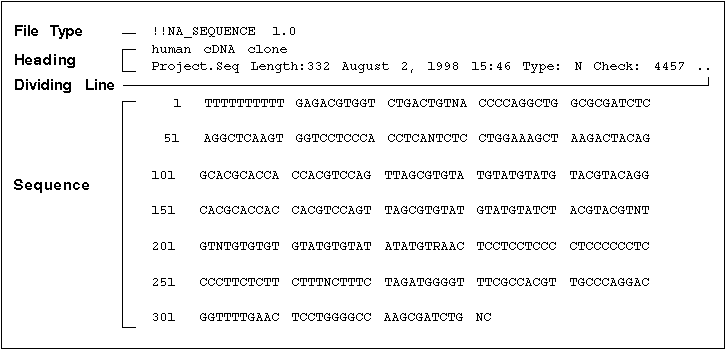 File Type !!NA_SEQUENCE 1.0
Heading human cDNA clone
Project.Seq Length:332 August 2, 1998 15:46 Type: N Check: 4457 ..
Dividing Line
Sequence
1 TTTTTTTTTT GAGACGTGGT CTGACTGTNA CCCCAGGCTG GCGCGATCTC
51 AGGCTCAAGT GGTCCTCCCA CCTCANTCTC CTGGAAAGCT AAGACTACAG
101 GCACGCACCA CCACGTCCAG TTAGCGTGTA TGTATGTATG TACGTACAGG
151 CACGCACCAC CACGTCCAGTT TAGCGTGTAT GTATGTATCT ACGTACGTNT
201 GTNTGTGTGT GTATGTGTAT ATATGTRAAC TCCTCCTCCC CTCCCCCCTC
251 CCCTTCTCTT CTTTNCTTTC TAGATGGGGT TTCGCCACGT TGCCCAGGAC
301 GGTTTTGAAC TCCTGGGGCC AAGCGATCTG NC